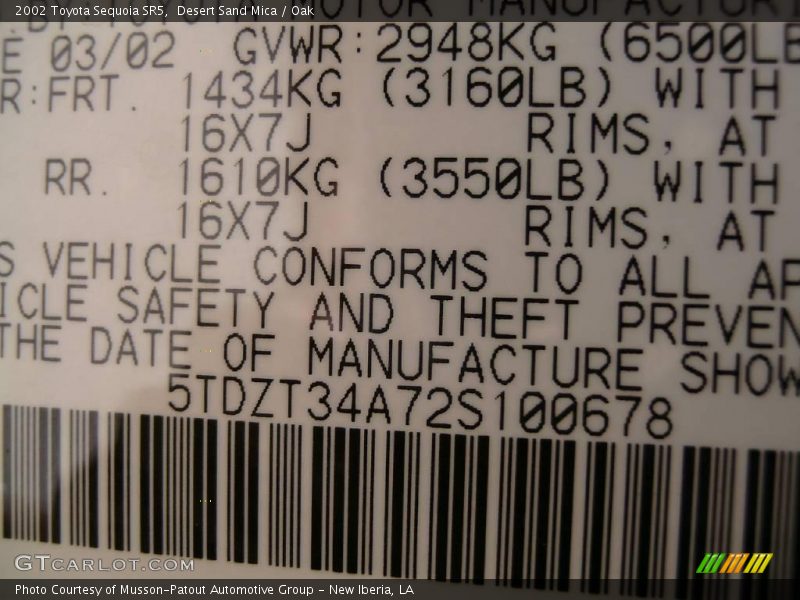 2002 Toyota Sequoia SR5, Desert Sand Mica / Oak
MOTOR MANUFACTUR
E 03/02 GVWR:2948KG (6500LB
R:FRT. 1434KG (3160LB) WITH
16X7J RIMS, AT
RR. 1610KG (3550LB) WITH
16X7J RIMS, AT
S VEHICLE CONFORMS TO ALL AP
ICLE SAFETY AND THEFT PREVEN
THE DATE OF MANUFACTURE SHOW
5TDZT34A72S100678
GTCARLOT.COM
Photo Courtesy of Musson-Patout Automotive Group - New Iberia, LA